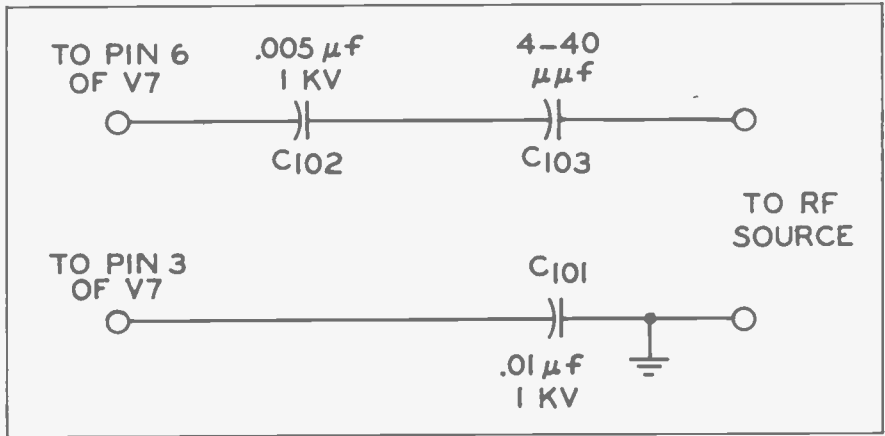 TO PIN 6
OF V7
.005 μf
1 KV
4-40
μμf
C102
C103
TO RF
SOURCE
TO PIN 3
OF V7
C101
.01 μf
1 KV